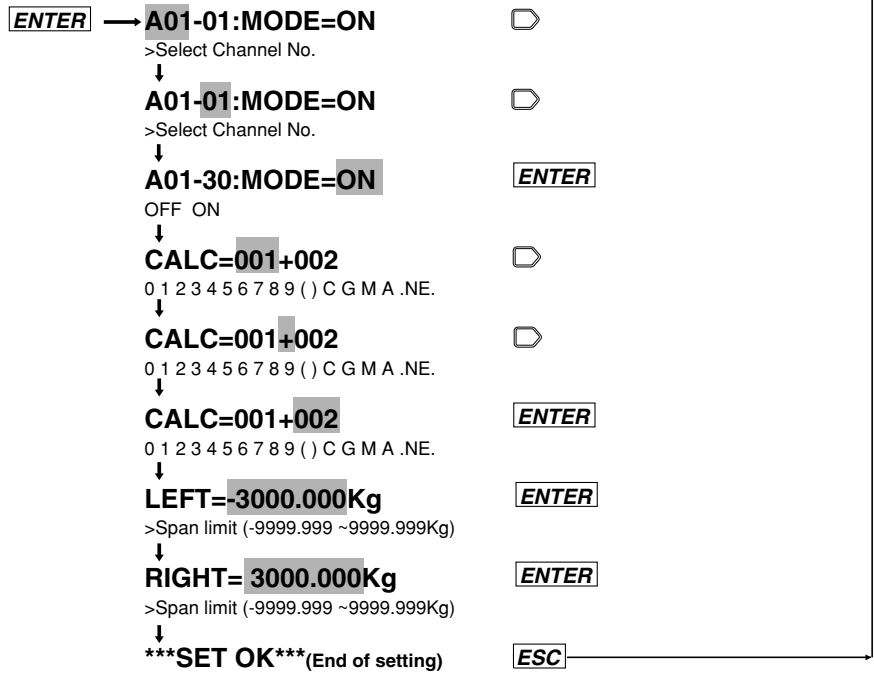 ENTER A01-01:MODE=ON
>Select Channel No.
A01-01:MODE=ON
>Select Channel No.
A01-30:MODE=ON ENTER
OFF ON
CALC=001+002
0 1 2 3 4 5 6 7 8 9 ( ) C G M A .NE.
CALC=001+002
0 1 2 3 4 5 6 7 8 9 ( ) C G M A .NE.
CALC=001+002 ENTER
0 1 2 3 4 5 6 7 8 9 ( ) C G M A .NE.
LEFT=-3000.000Kg ENTER
>Span limit (-9999.999 ~9999.999Kg)
RIGHT= 3000.000Kg ENTER
>Span limit (-9999.999 ~9999.999Kg)
***SET OK***(End of setting) ESC